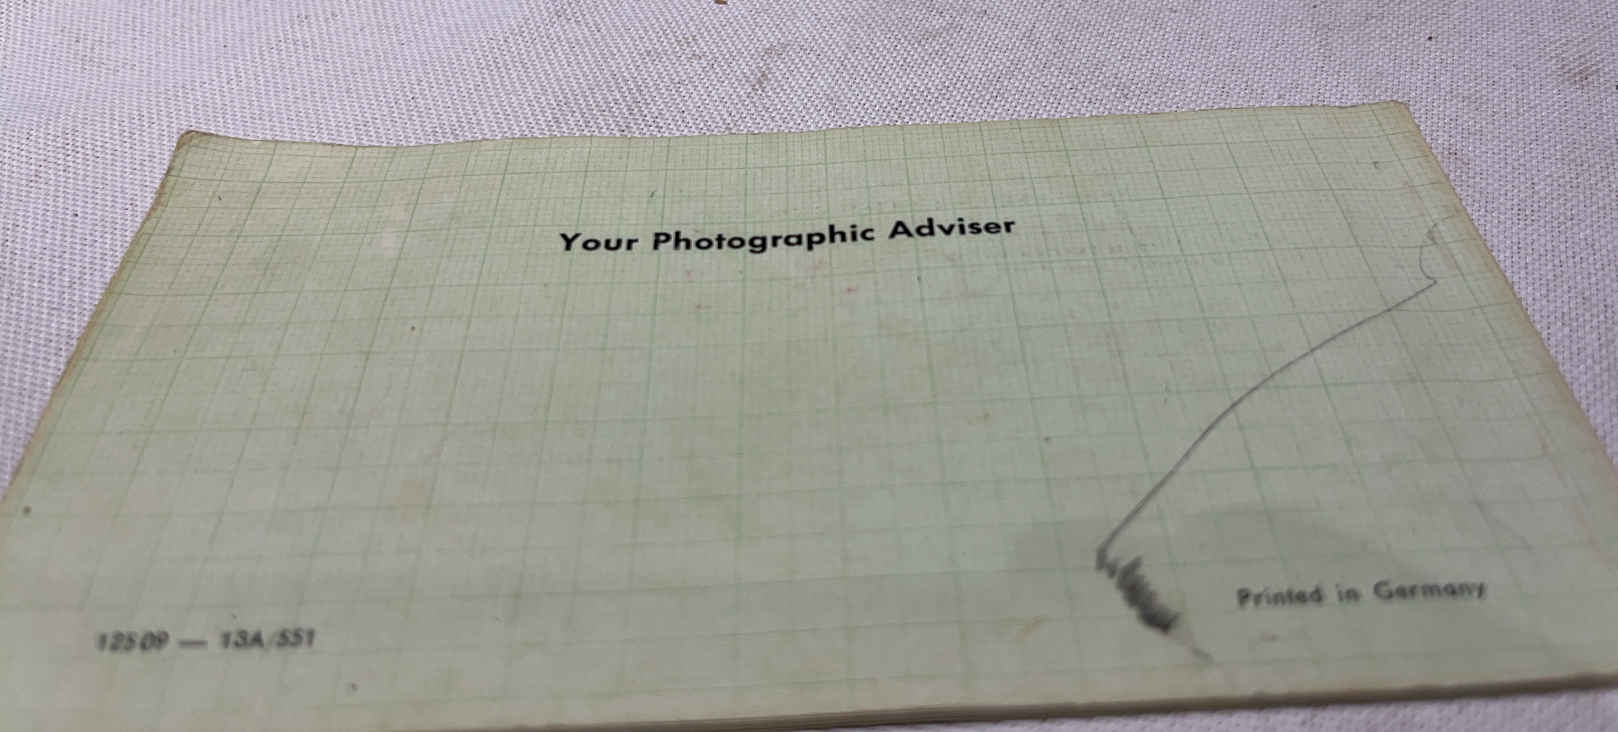 Your Photographic Adviser
Printed in Germany
12509 — 13A/551